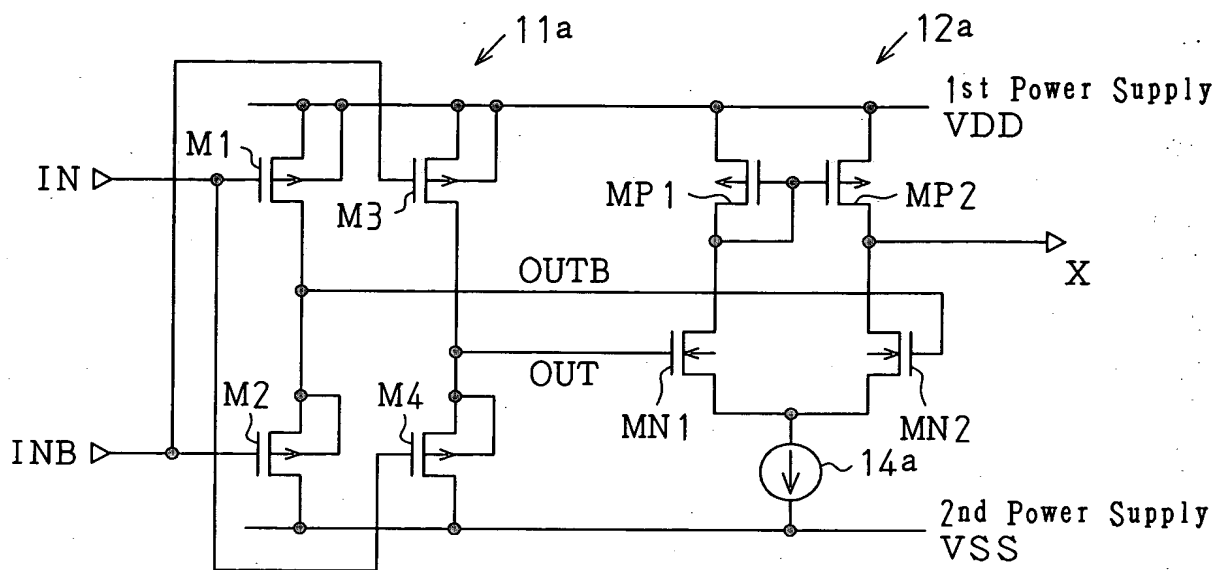 11a
12a
1st Power Supply
VDD
M1
IN
M3
MP1
MP2
OUTB
X
OUT
M2
M4
MN1
MN2
INB
14a
2nd Power Supply
VSS